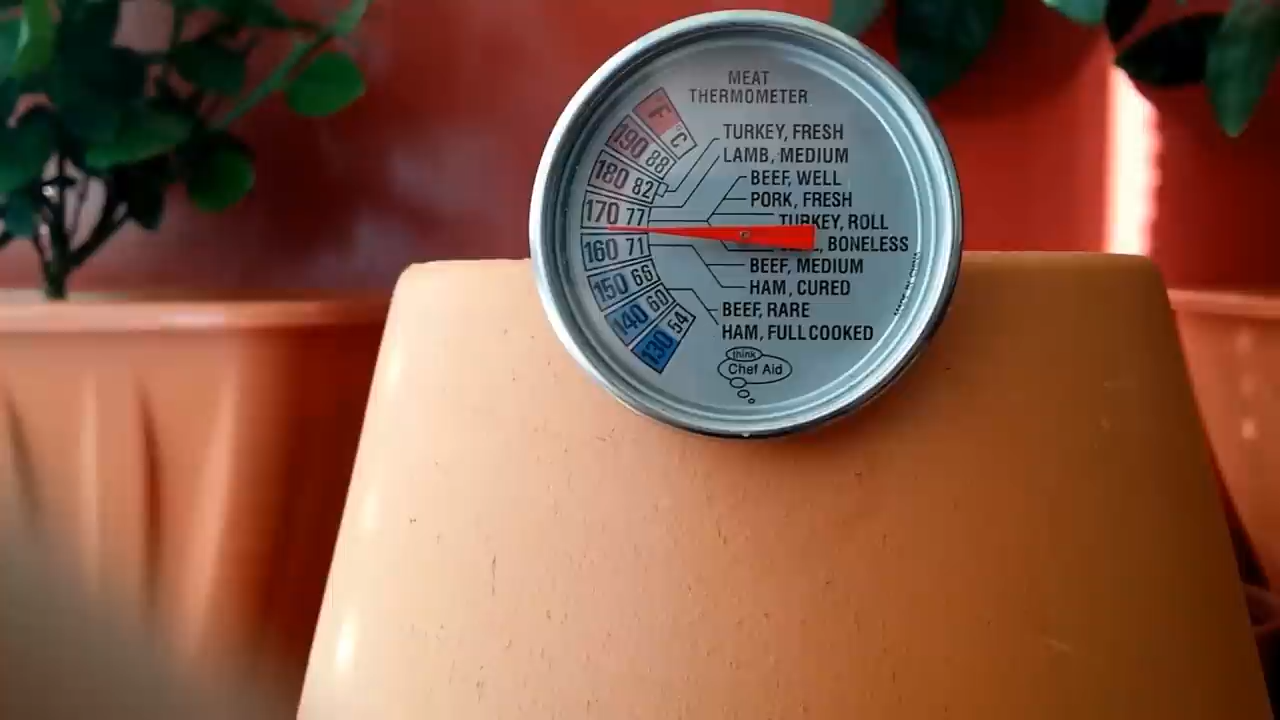 MEAT
THERMOMETER
°F °C
190 88
180 82
170 77
160 71
150 66
140 60
130 54
TURKEY, FRESH
LAMB, MEDIUM
BEEF, WELL
PORK, FRESH
TURKEY, ROLL
BONELESS
BEEF, MEDIUM
HAM, CURED
BEEF, RARE
HAM, FULL COOKED
think
Chef Aid